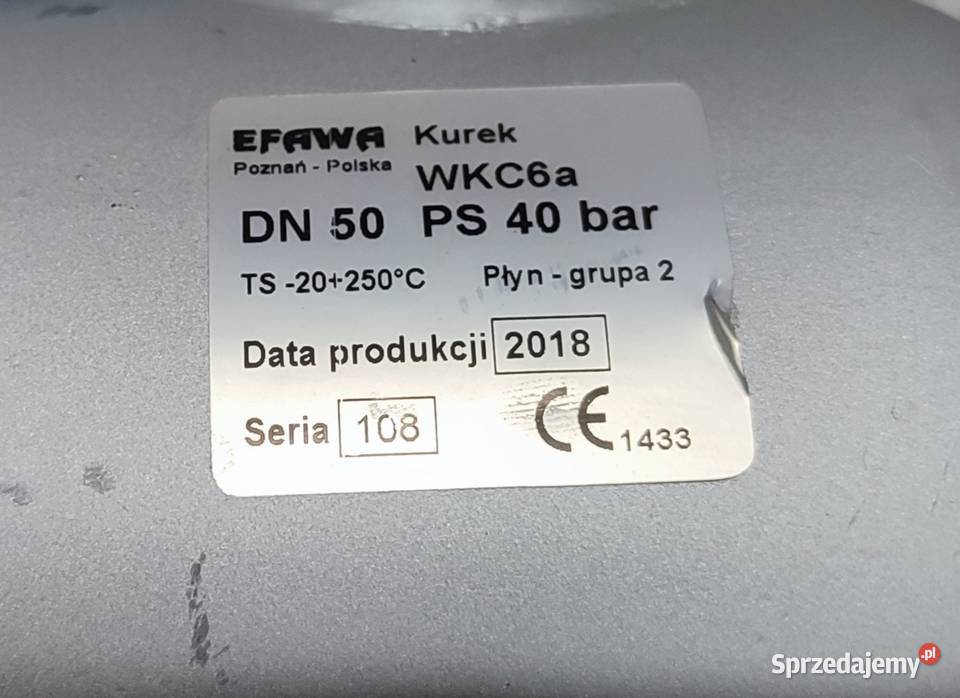 EFAWA Kurek
Poznań - Polska WKC6a
DN 50 PS 40 bar
TS -20÷250°C Płyn - grupa 2
Data produkcji 2018
Seria 108 CE 1433
Sprzedajemy.pl